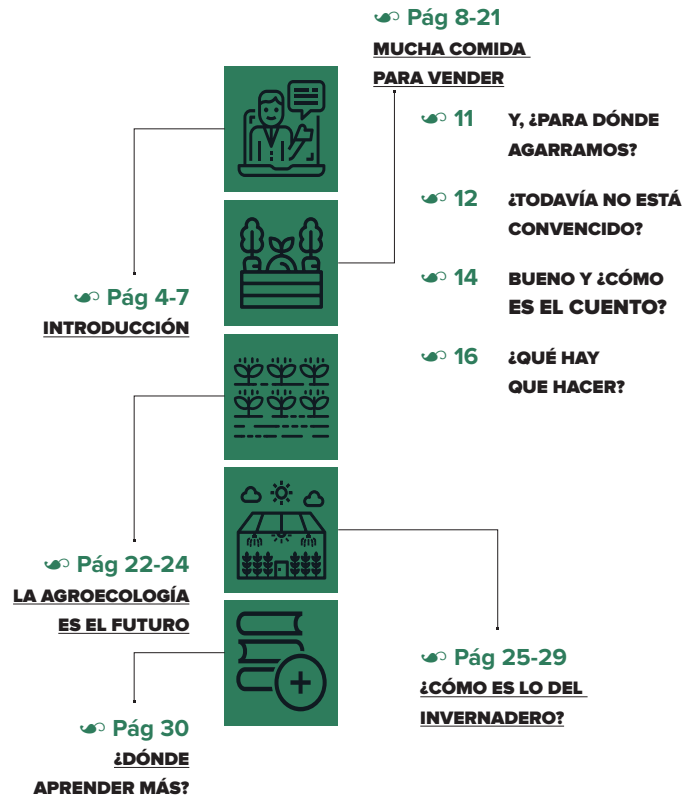 Pág 8-21
MUCHA COMIDA
PARA VENDER
11 Y, ¿PARA DÓNDE
AGARRAMOS?
12 ¿TODAVÍA NO ESTÁ
CONVENCIDO?
14 BUENO Y ¿CÓMO
ES EL CUENTO?
16 ¿QUÉ HAY
QUE HACER?
Pág 4-7
INTRODUCCIÓN
Pág 22-24
LA AGROECOLOGÍA
ES EL FUTURO
Pág 25-29
¿CÓMO ES LO DEL
INVERNADERO?
Pág 30
¿DÓNDE
APRENDER MÁS?